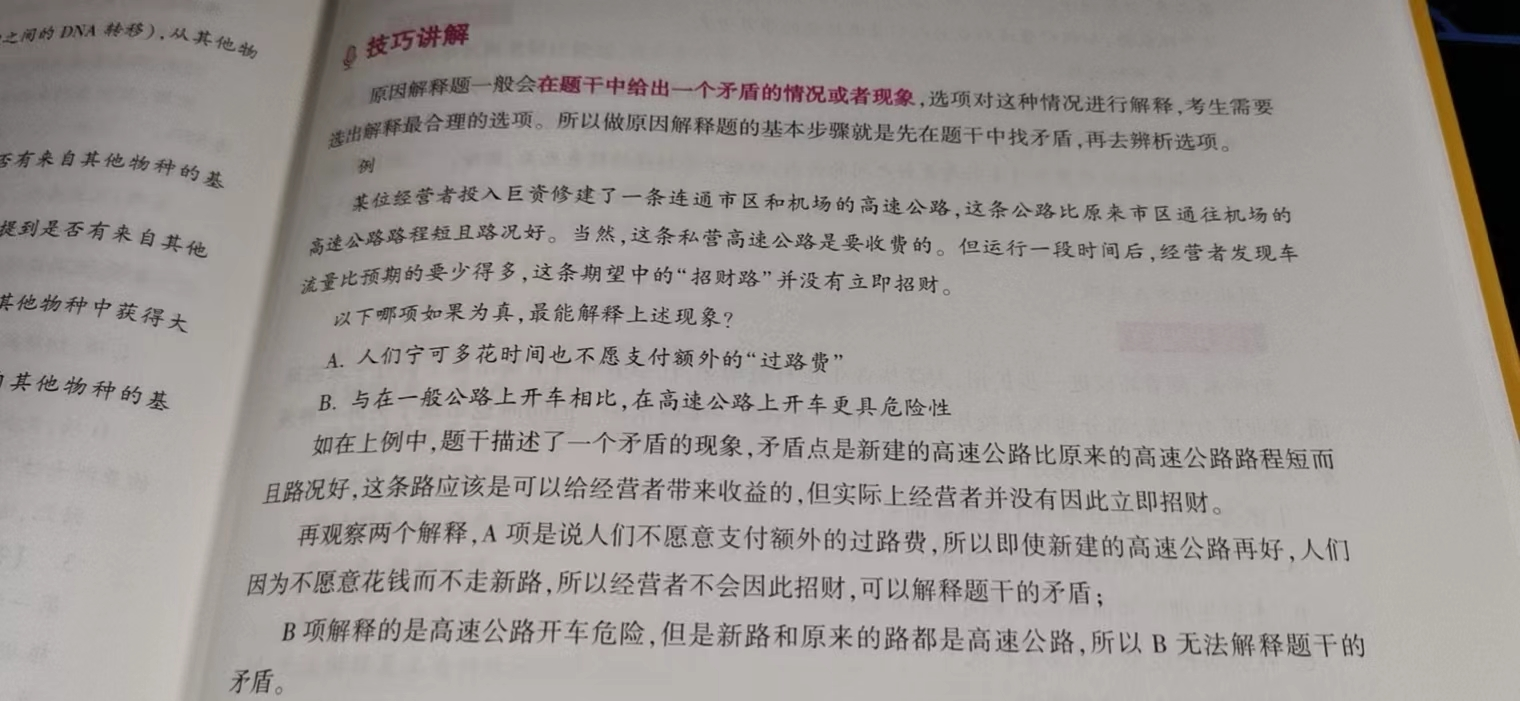 之间的 DNA 转移),从其他物
否有来自其他物种的基
提到是否有来自其他
其他物种中获得大
自其他物种的基
技巧讲解
原因解释题一般会在题干中给出一个矛盾的情况或者现象,选项对这种情况进行解释,考生需要
选出解释最合理的选项。所以做原因解释题的基本步骤就是先在题干中找矛盾,再去辨析选项。
例
某位经营者投入巨资修建了一条连通市区和机场的高速公路,这条公路比原来市区通往机场的
高速公路路程短且路况好。当然,这条私营高速公路是要收费的。但运行一段时间后,经营者发现车
流量比预期的要少得多,这条期望中的“招财路”并没有立即招财。
以下哪项如果为真,最能解释上述现象?
A. 人们宁可多花时间也不愿支付额外的“过路费”
B. 与在一般公路上开车相比,在高速公路上开车更具危险性
如在上例中,题干描述了一个矛盾的现象,矛盾点是新建的高速公路比原来的高速公路路程短而
且路况好,这条路应该是可以给经营者带来收益的,但实际上经营者并没有因此立即招财。
再观察两个解释,A 项是说人们不愿意支付额外的过路费,所以即使新建的高速公路再好,人们
因为不愿意花钱而不走新路,所以经营者不会因此招财,可以解释题干的矛盾;
B 项解释的是高速公路开车危险,但是新路和原来的路都是高速公路,所以 B 无法解释题干的
矛盾。